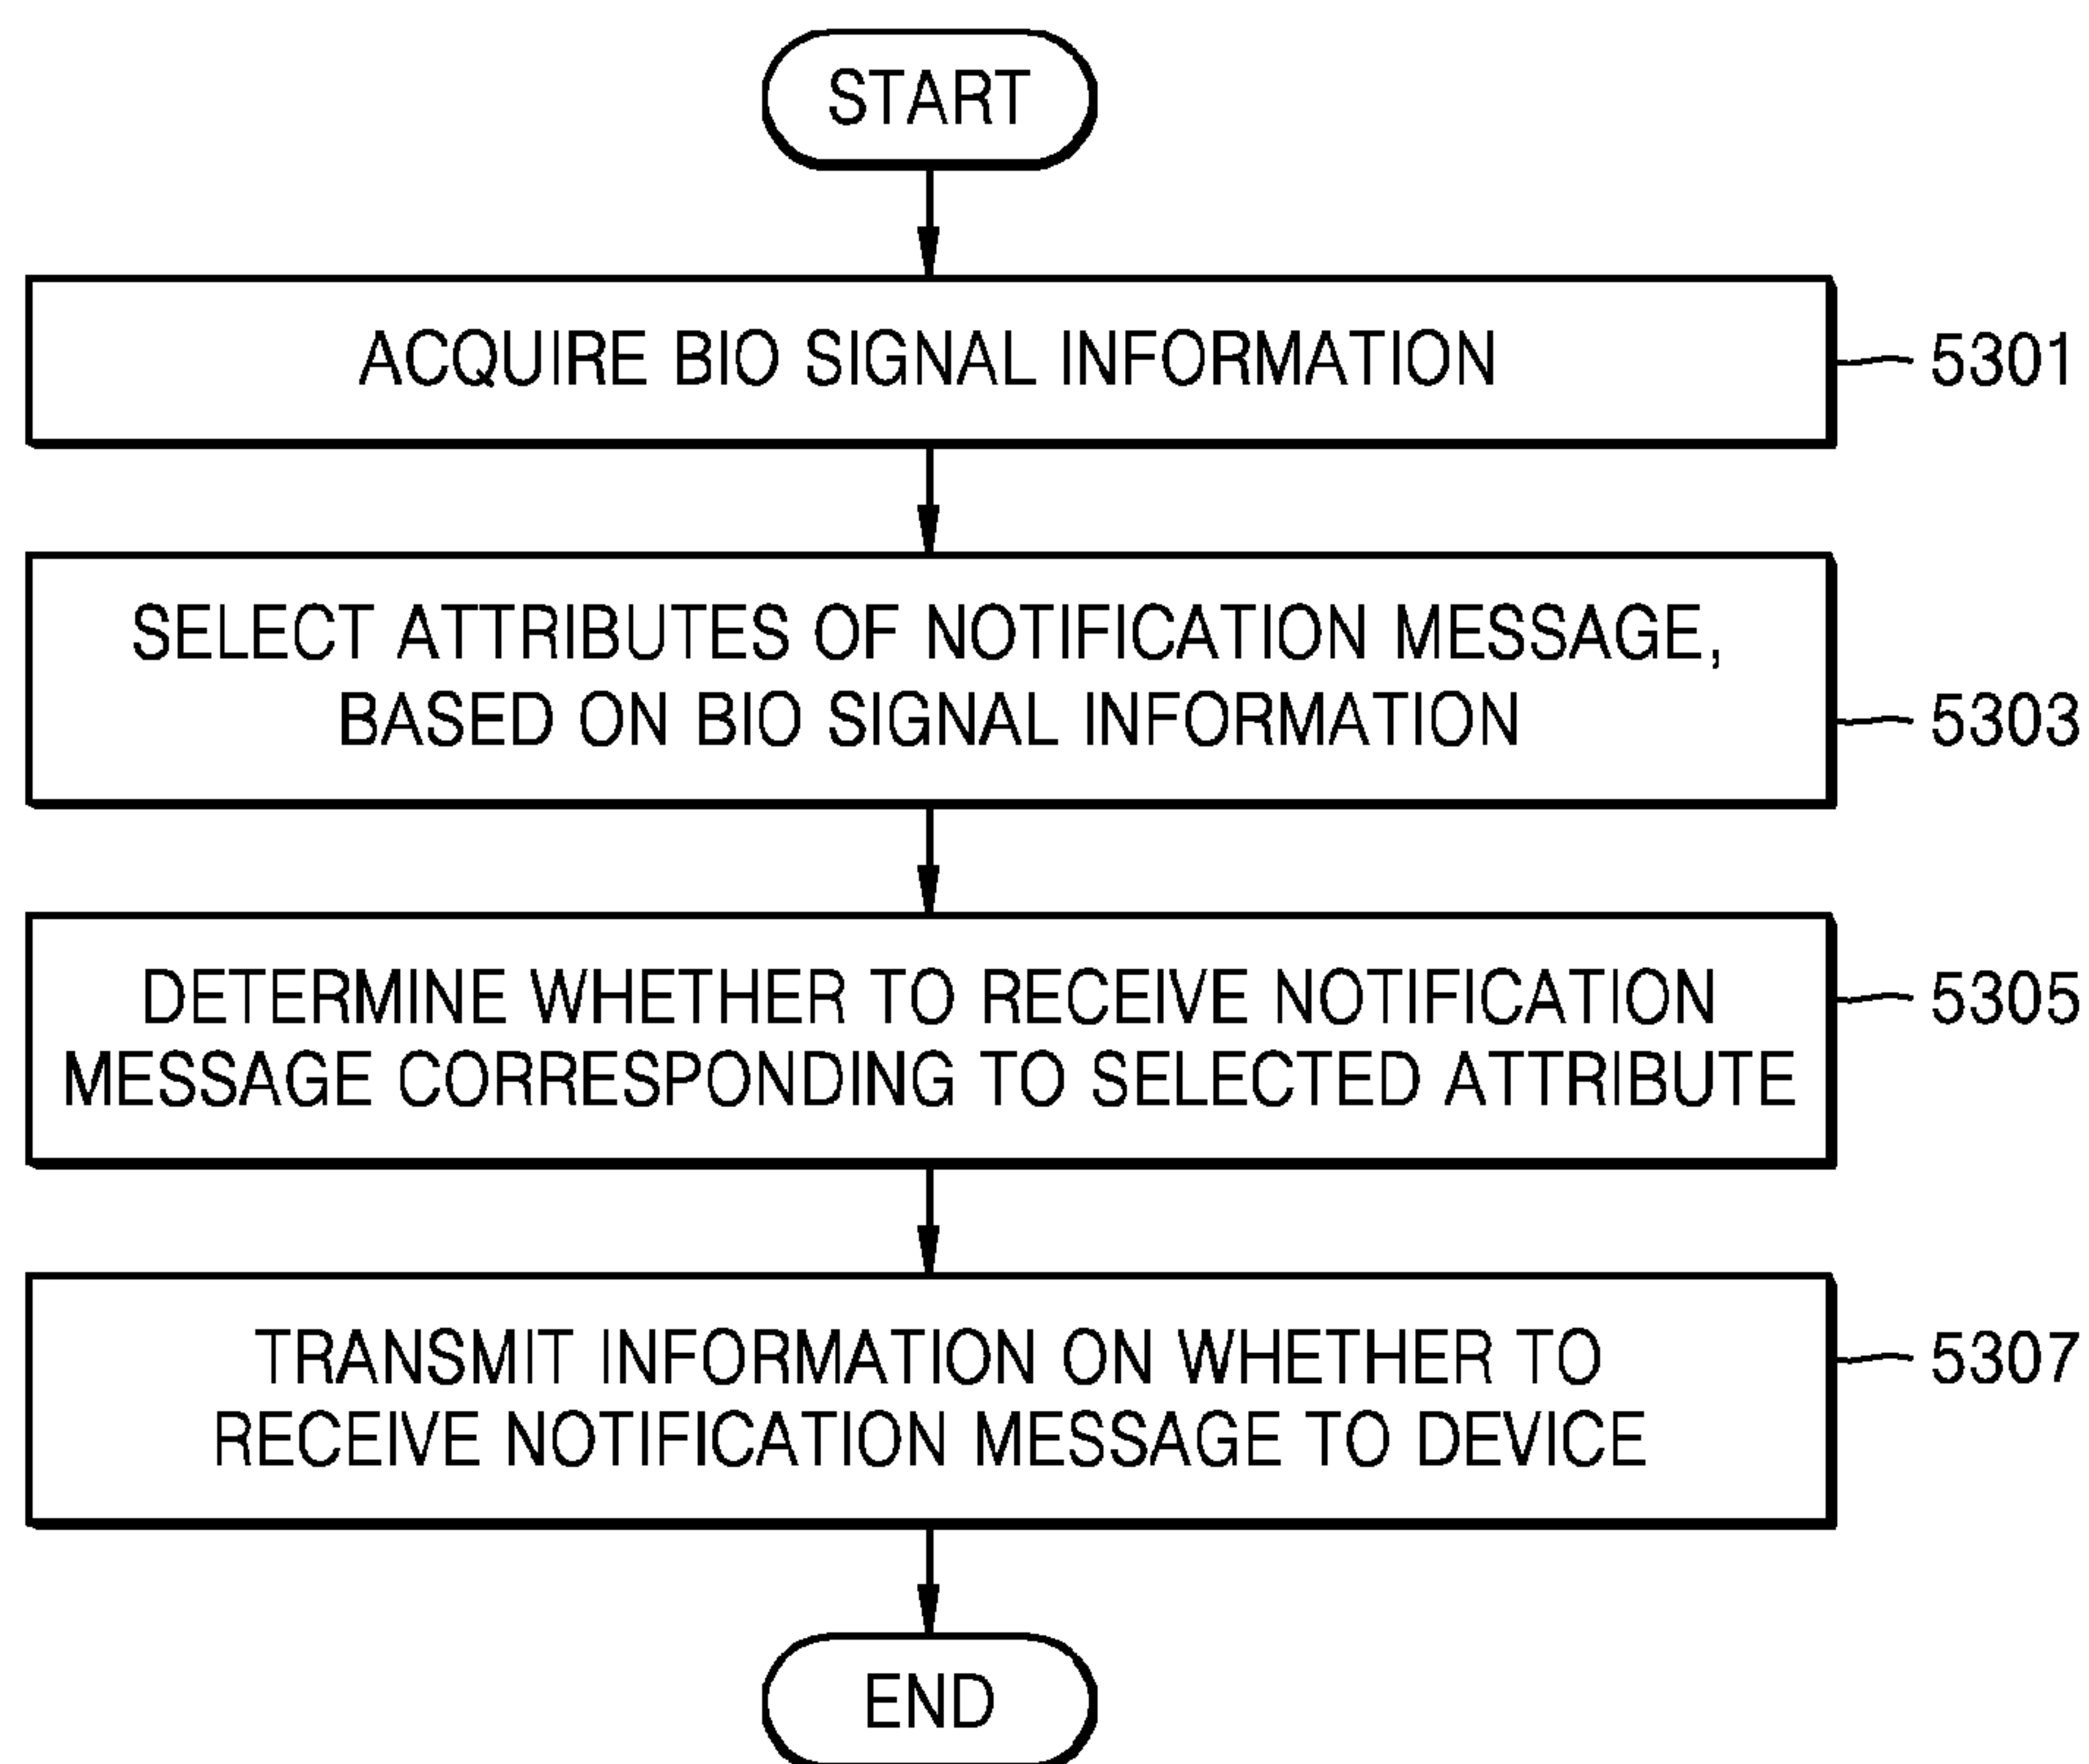 START
ACQUIRE BIO SIGNAL INFORMATION
5301
SELECT ATTRIBUTES OF NOTIFICATION MESSAGE,
BASED ON BIO SIGNAL INFORMATION
5303
DETERMINE WHETHER TO RECEIVE NOTIFICATION
MESSAGE CORRESPONDING TO SELECTED ATTRIBUTE
5305
TRANSMIT INFORMATION ON WHETHER TO
RECEIVE NOTIFICATION MESSAGE TO DEVICE
5307
END